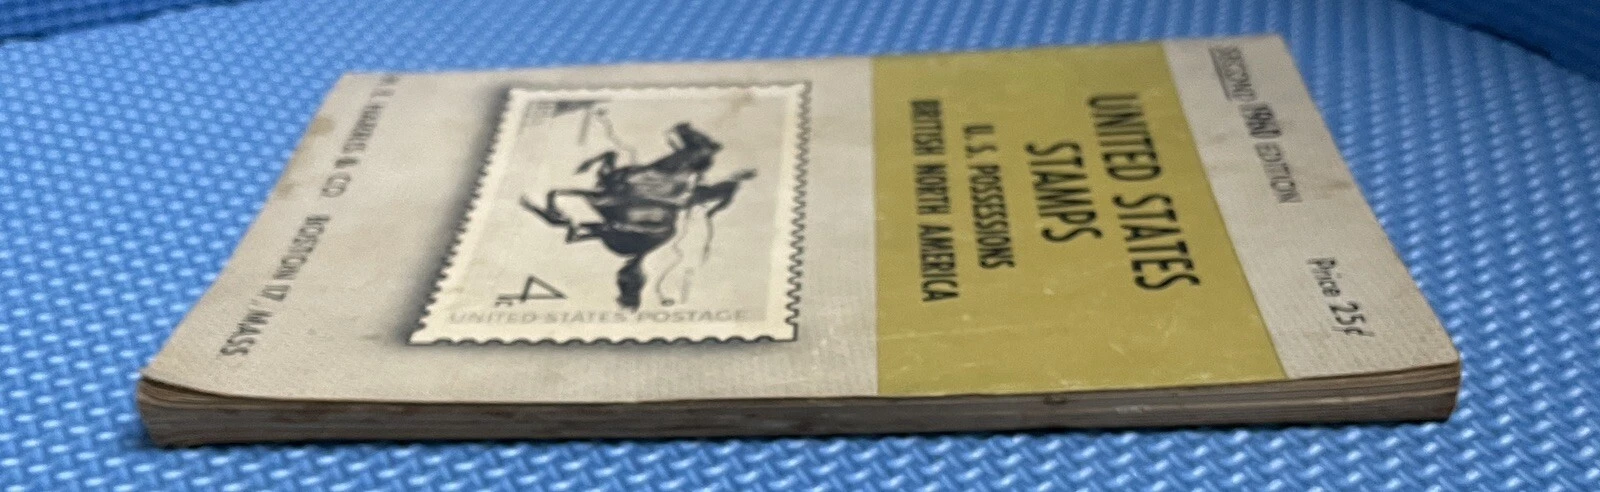 SECOND 1960 EDITION
Price 25¢
UNITED STATES
STAMPS
U. S. POSSESSIONS
BRITISH NORTH AMERICA
4¢
UNITED STATES POSTAGE
HARRIS & CO BOSTON 17, MASS